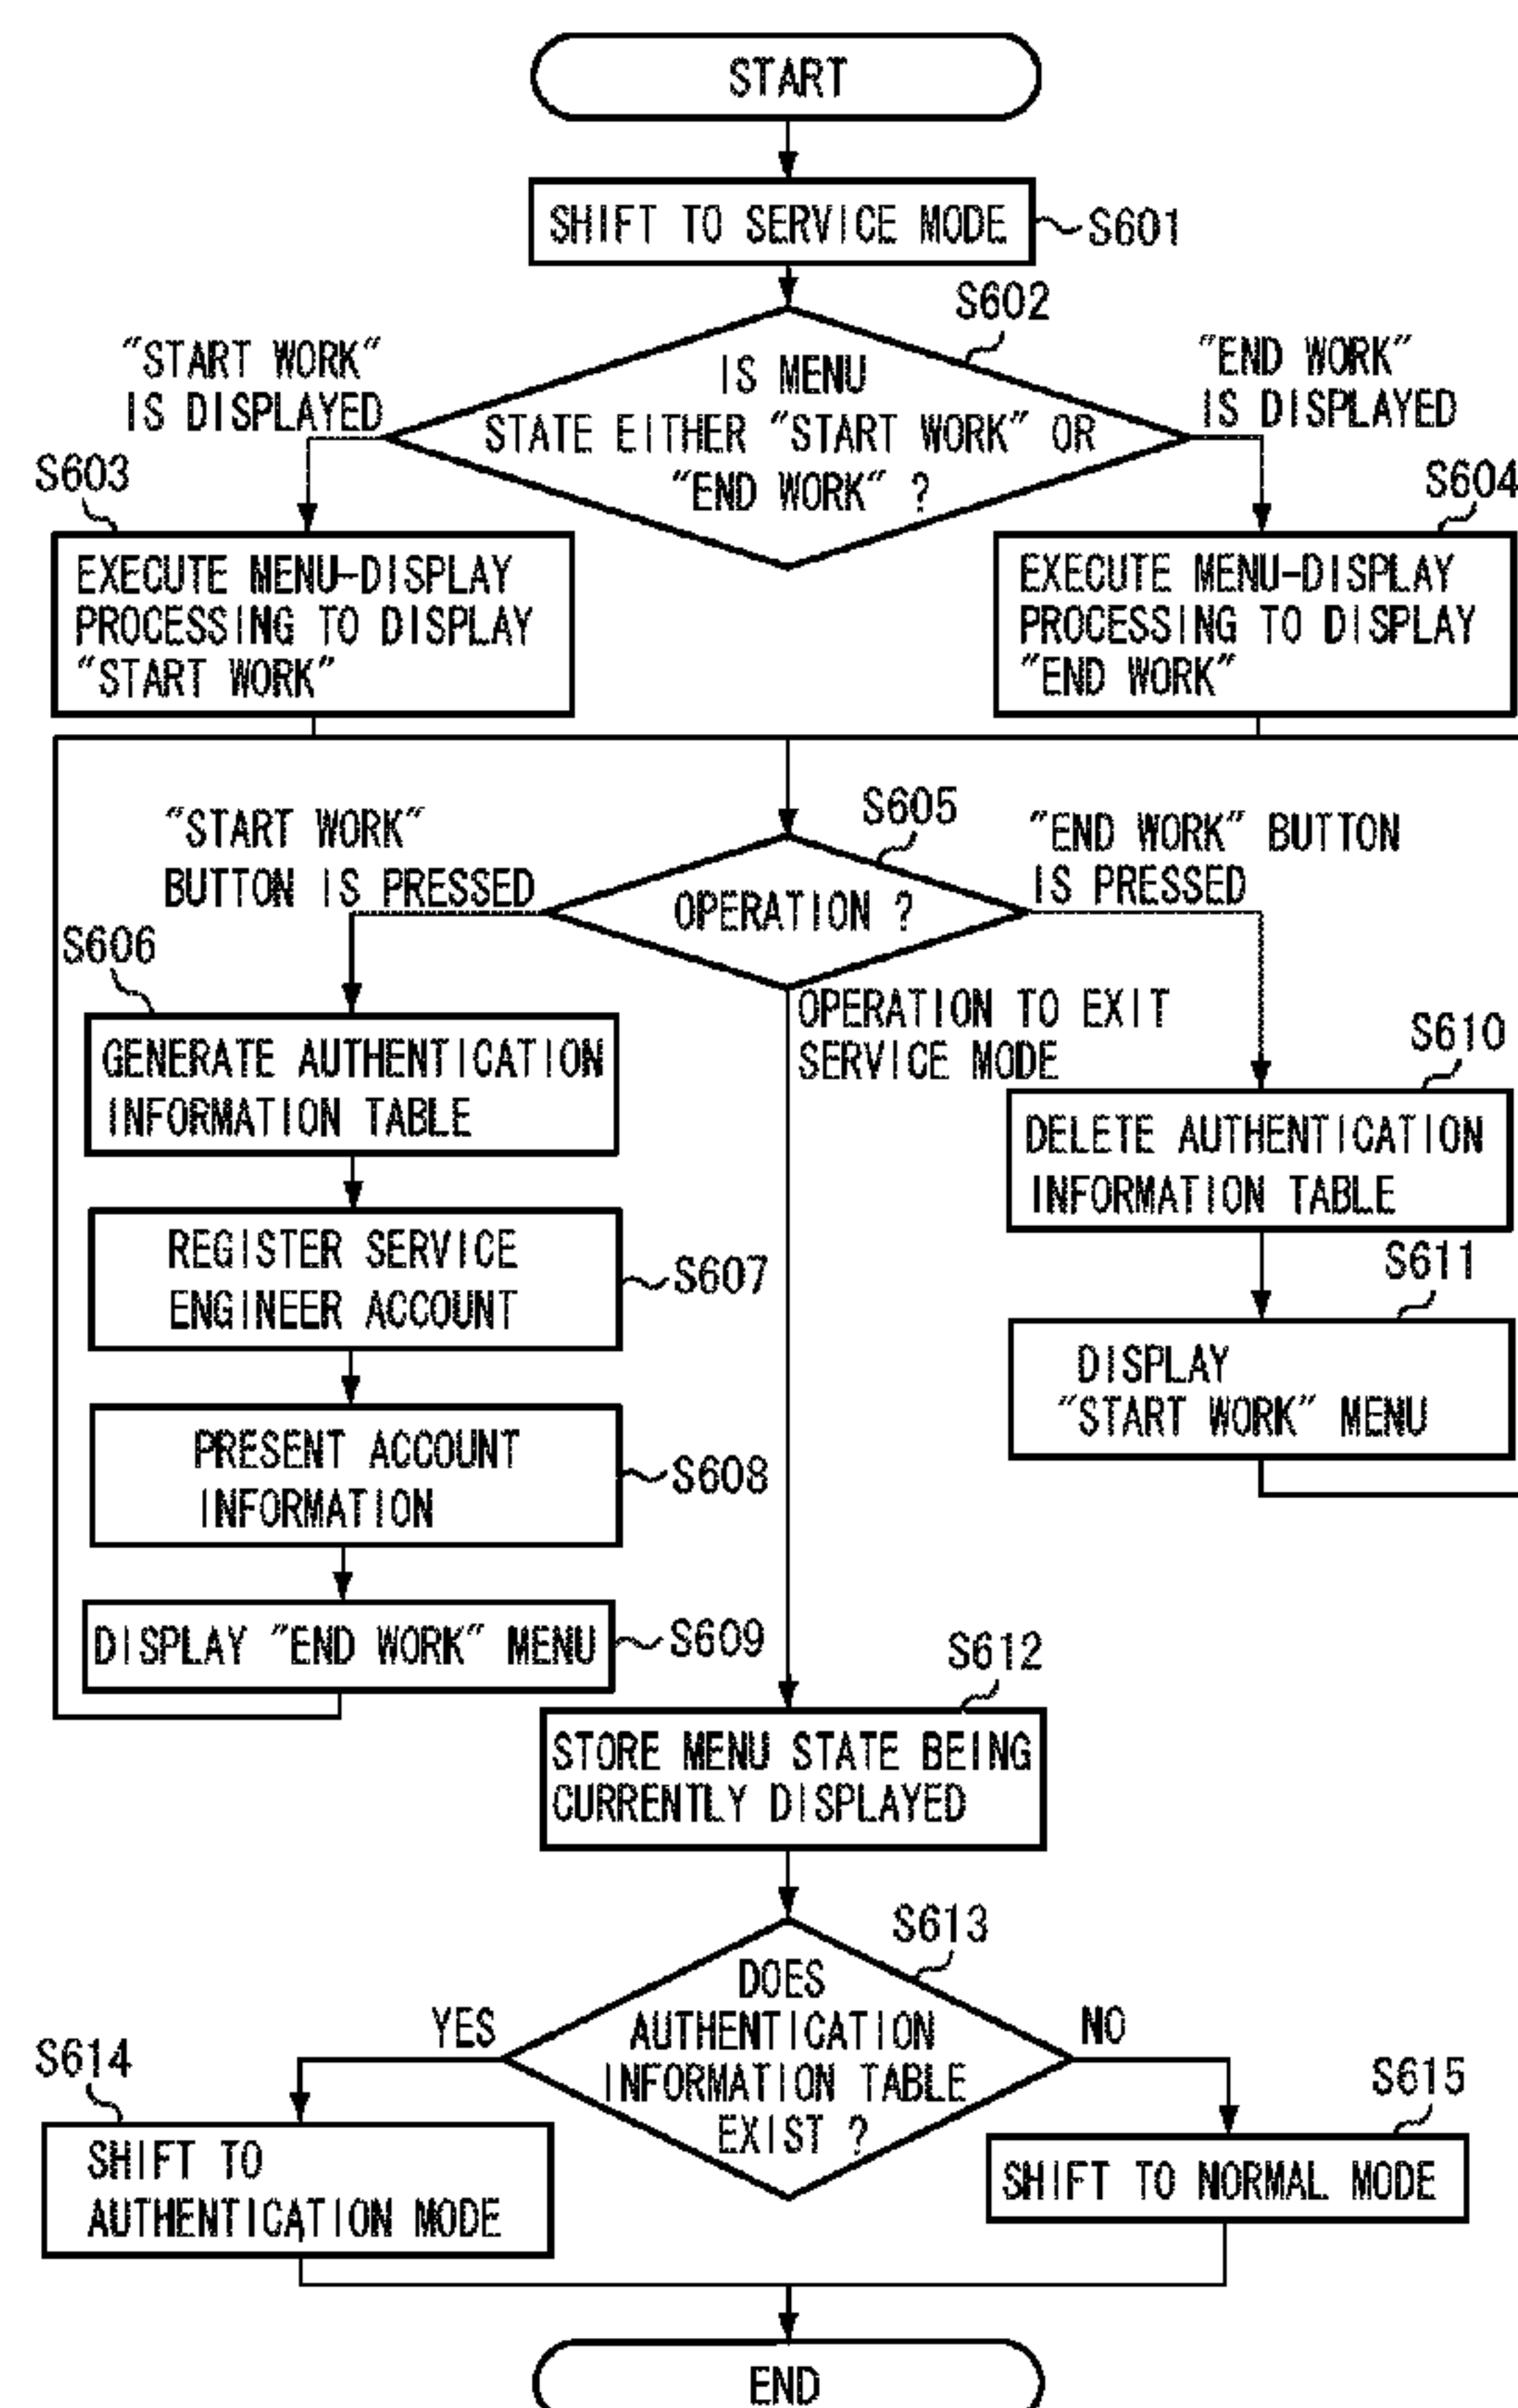 START
SHIFT TO SERVICE MODE
S601
S602
"START WORK"
IS DISPLAYED
IS MENU
STATE EITHER "START WORK" OR
"END WORK" ?
"END WORK"
IS DISPLAYED
S603
EXECUTE MENU-DISPLAY
PROCESSING TO DISPLAY
"START WORK"
S604
EXECUTE MENU-DISPLAY
PROCESSING TO DISPLAY
"END WORK"
S605
"START WORK"
BUTTON IS PRESSED
OPERATION ?
"END WORK" BUTTON
IS PRESSED
OPERATION TO EXIT
SERVICE MODE
S606
GENERATE AUTHENTICATION
INFORMATION TABLE
REGISTER SERVICE
ENGINEER ACCOUNT
S607
PRESENT ACCOUNT
INFORMATION
S608
DISPLAY "END WORK" MENU
S609
S610
DELETE AUTHENTICATION
INFORMATION TABLE
S611
DISPLAY
"START WORK" MENU
S612
STORE MENU STATE BEING
CURRENTLY DISPLAYED
S613
DOES
AUTHENTICATION
INFORMATION TABLE
EXIST ?
YES
NO
S614
SHIFT TO
AUTHENTICATION MODE
S615
SHIFT TO NORMAL MODE
END